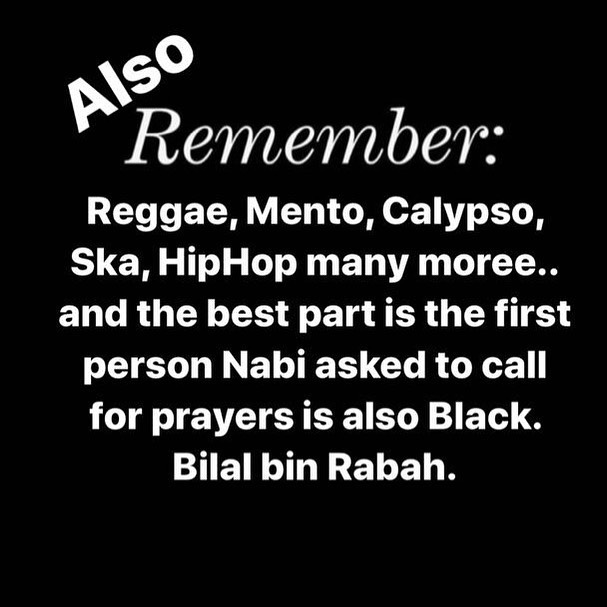 Also
Remember:
Reggae, Mento, Calypso,
Ska, HipHop many moree..
and the best part is the first
person Nabi asked to call
for prayers is also Black.
Bilal bin Rabah.